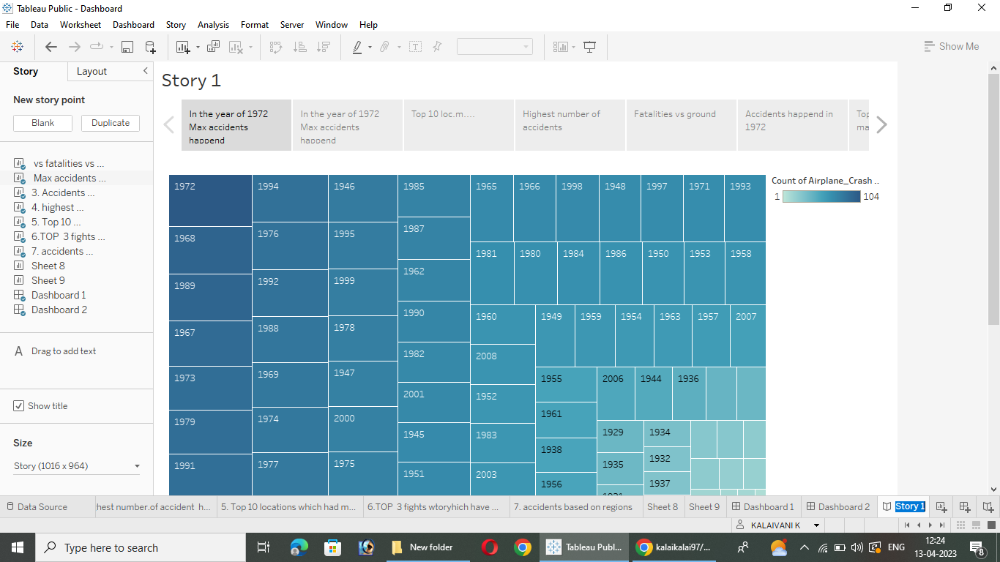 Tableau Public - Dashboard
File Data Worksheet Dashboard Story Analysis Format Server Window Help
Show Me
Story Layout
New story point
Blank Duplicate
vs fatalities vs ...
Max accidents ...
3. Accidents ...
4. highest ...
5. Top 10 ...
6.TOP 3 fights ...
7. accidents ...
Sheet 8
Sheet 9
Dashboard 1
Dashboard 2
A Drag to add text
Show title
Size
Story (1016 x 964)
Story 1
In the year of 1972
Max accidents
happend
In the year of 1972
Max accidents
happend
Top 10 loc.m....
Highest number of
accidents
Fatalities vs ground
Accidents happend in
1972
Top
ma
1972
1968
1989
1967
1973
1979
1991
1994
1976
1992
1988
1969
1974
1977
1946
1995
1999
1978
1947
2000
1975
1985
1987
1962
1990
1982
2001
1945
1951
1965 1966 1998 1948 1997 1971 1993
1981 1980 1984 1986 1950 1953 1958
1960
2008
1952
1983
2003
1949 1959 1954 1963 1957 2007
1955
1961
1938
1956
2006 1944 1936
1929
1935
1934
1932
1937
Count of Airplane_Crash ..
1 104
Data Source hest number.of accident h... 5. Top 10 locations which had m... 6.TOP 3 fights wtoryhich have ... 7. accidents based on regions Sheet 8 Sheet 9 Dashboard 1 Dashboard 2 Story 1
KALAIVANI K
Type here to search
New folder
Tableau Publ...
kalaikalai97/...
ENG
12:24
13-04-2023
8